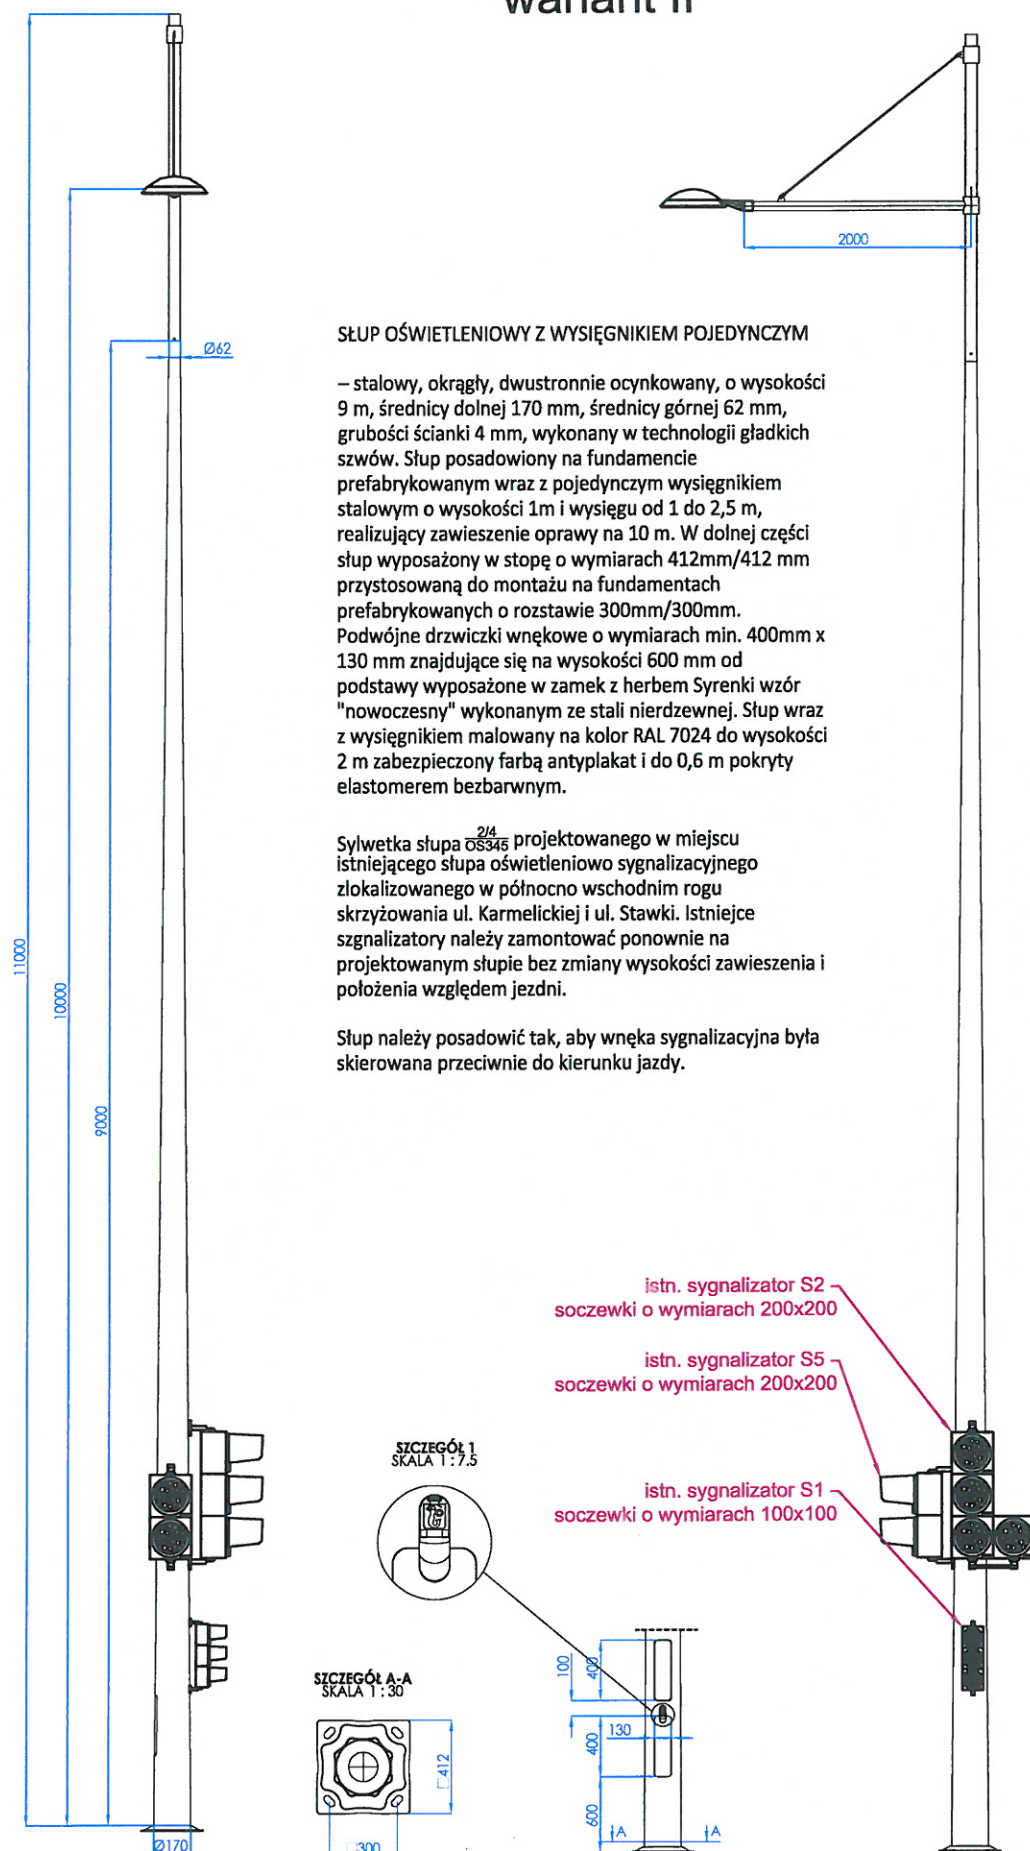 wariant II
2000
Ø62
SŁUP OŚWIETLENIOWY Z WYSIĘGNIKIEM POJEDYNCZYM
– stalowy, okrągły, dwustronnie ocynkowany, o wysokości
9 m, średnicy dolnej 170 mm, średnicy górnej 62 mm,
grubości ścianki 4 mm, wykonany w technologii gładkich
szwów. Słup posadowiony na fundamencie
prefabrykowanym wraz z pojedynczym wysięgnikiem
stalowym o wysokości 1m i wysięgu od 1 do 2,5 m,
realizujący zawieszenie oprawy na 10 m. W dolnej części
słup wyposażony w stopę o wymiarach 412mm/412 mm
przystosowaną do montażu na fundamentach
prefabrykowanych o rozstawie 300mm/300mm.
Podwójne drzwiczki wnękowe o wymiarach min. 400mm x
130 mm znajdujące się na wysokości 600 mm od
podstawy wyposażone w zamek z herbem Syrenki wzór
"nowoczesny" wykonanym ze stali nierdzewnej. Słup wraz
z wysięgnikiem malowany na kolor RAL 7024 do wysokości
2 m zabezpieczony farbą antyplakat i do 0,6 m pokryty
elastomerem bezbarwnym.
Sylwetka słupa 2/4 OS345 projektowanego w miejscu
istniejącego słupa oświetleniowo sygnalizacyjnego
zlokalizowanego w północno wschodnim rogu
skrzyżowania ul. Karmelickiej i ul. Stawki. Istniejce
szgnalizatory należy zamontować ponownie na
projektowanym słupie bez zmiany wysokości zawieszenia i
położenia względem jezdni.
Słup należy posadowić tak, aby wnęka sygnalizacyjna była
skierowana przeciwnie do kierunku jazdy.
11000
10000
9000
istn. sygnalizator S2
soczewki o wymiarach 200x200
istn. sygnalizator S5
soczewki o wymiarach 200x200
istn. sygnalizator S1
soczewki o wymiarach 100x100
SZCZEGÓŁ 1
SKALA 1 : 7.5
SZCZEGÓŁ A-A
SKALA 1 : 30
□412
□300
100
400
130
400
600
A
A
Ø170